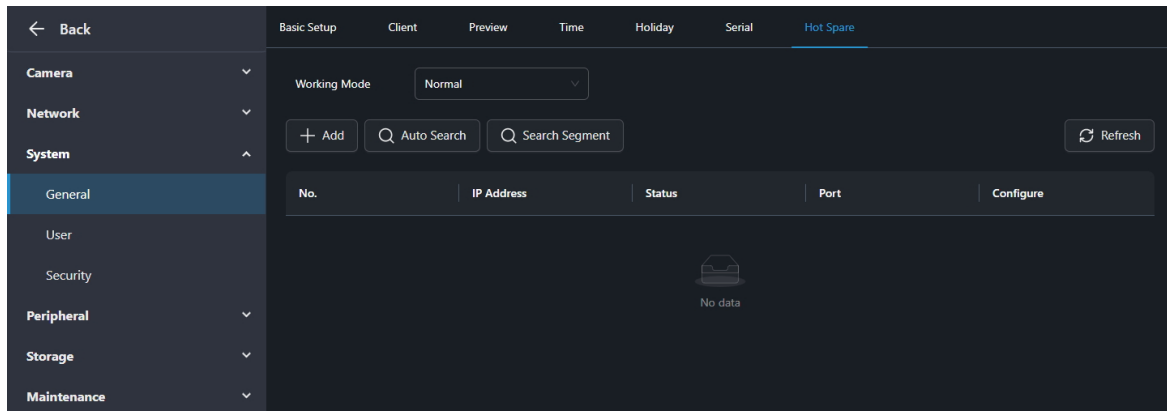 Back
Camera
Network
System
General
User
Security
Peripheral
Storage
Maintenance
Basic Setup Client Preview Time Holiday Serial Hot Spare
Working Mode Normal
Add Auto Search Search Segment Refresh
No. IP Address Status Port Configure
No data